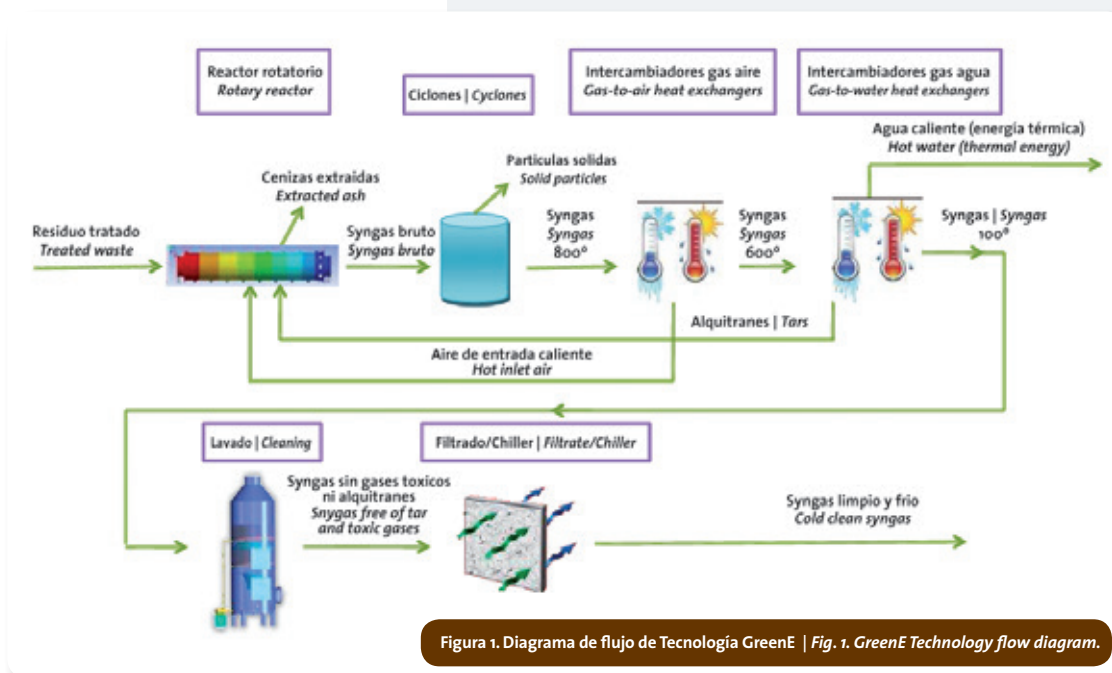 Reactor rotatorio
Rotary reactor
Ciclones | Cyclones
Intercambiadores gas aire
Gas-to-air heat exchangers
Intercambiadores gas agua
Gas-to-water heat exchangers
Agua caliente (energía térmica)
Hot water (thermal energy)
Cenizas extraidas
Extracted ash
Particulas solidas
Solid particles
Residuo tratado
Treated waste
Syngas bruto
Syngas bruto
Syngas
Syngas
800º
Syngas
Syngas
600º
Syngas | Syngas
100º
Alquitranes | Tars
Aire de entrada caliente
Hot inlet air
Lavado | Cleaning
Filtrado/Chiller | Filtrate/Chiller
Syngas sin gases toxicos
ni alquitranes
Snygas free of tar
and toxic gases
Syngas limpio y frio
Cold clean syngas
Figura 1. Diagrama de flujo de Tecnología GreenE | Fig. 1. GreenE Technology flow diagram.